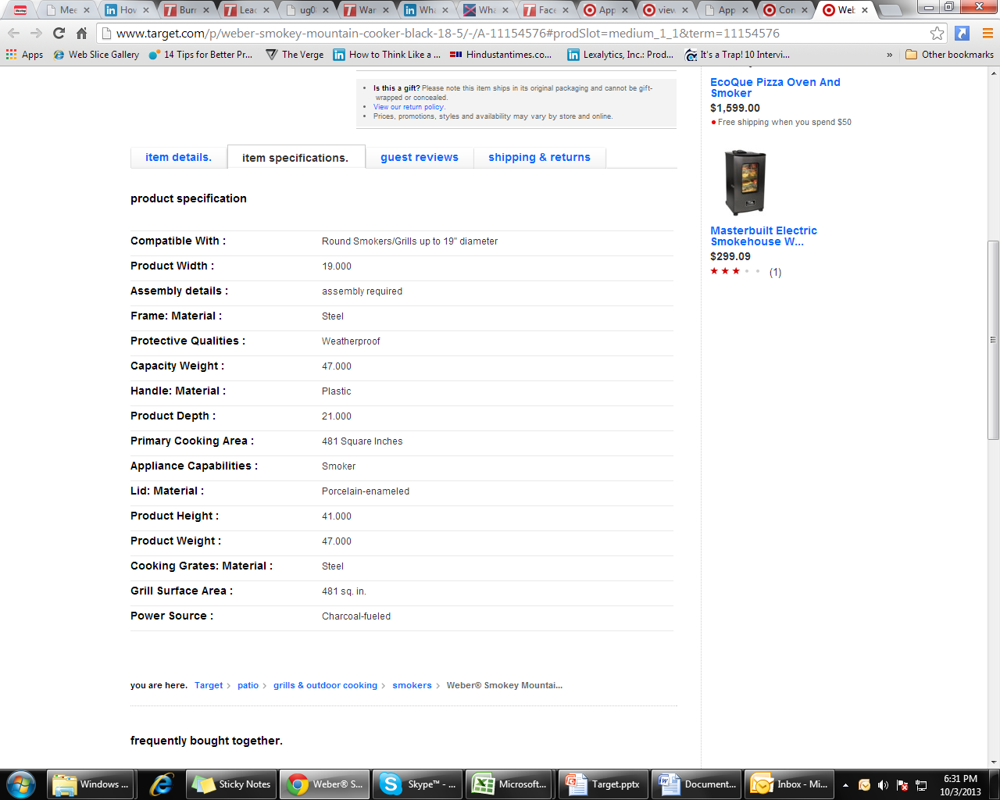 Mee
How
Burr
Lea
ug0
War
Wha
Wha
Face
App
view
App
Con
Web
www.target.com/p/weber-smokey-mountain-cooker-black-18-5/-/A-11154576#prodSlot=medium_1_1&term=11154576
Apps
Web Slice Gallery
14 Tips for Better Pr...
The Verge
How to Think Like a ...
Hindustantimes.co...
Lexalytics, Inc.: Prod...
It's a Trap! 10 Intervi...
»
Other bookmarks
Is this a gift? Please note this item ships in its original packaging and cannot be gift-
wrapped or concealed.
View our return policy.
Prices, promotions, styles and availability may vary by store and online.
item details.
item specifications.
guest reviews
shipping & returns
product specification
Compatible With : Round Smokers/Grills up to 19" diameter
Product Width : 19.000
Assembly details : assembly required
Frame: Material : Steel
Protective Qualities : Weatherproof
Capacity Weight : 47.000
Handle: Material : Plastic
Product Depth : 21.000
Primary Cooking Area : 481 Square Inches
Appliance Capabilities : Smoker
Lid: Material : Porcelain-enameled
Product Height : 41.000
Product Weight : 47.000
Cooking Grates: Material : Steel
Grill Surface Area : 481 sq. in.
Power Source : Charcoal-fueled
you are here. Target > patio > grills & outdoor cooking > smokers > Weber® Smokey Mountai...
frequently bought together.
EcoQue Pizza Oven And
Smoker
$1,599.00
Free shipping when you spend $50
Masterbuilt Electric
Smokehouse W...
$299.09
(1)
Windows ...
Sticky Notes
Weber® S...
Skype™ - ...
Microsoft...
Target.pptx
Document...
Inbox - Mi...
6:31 PM
10/3/2013